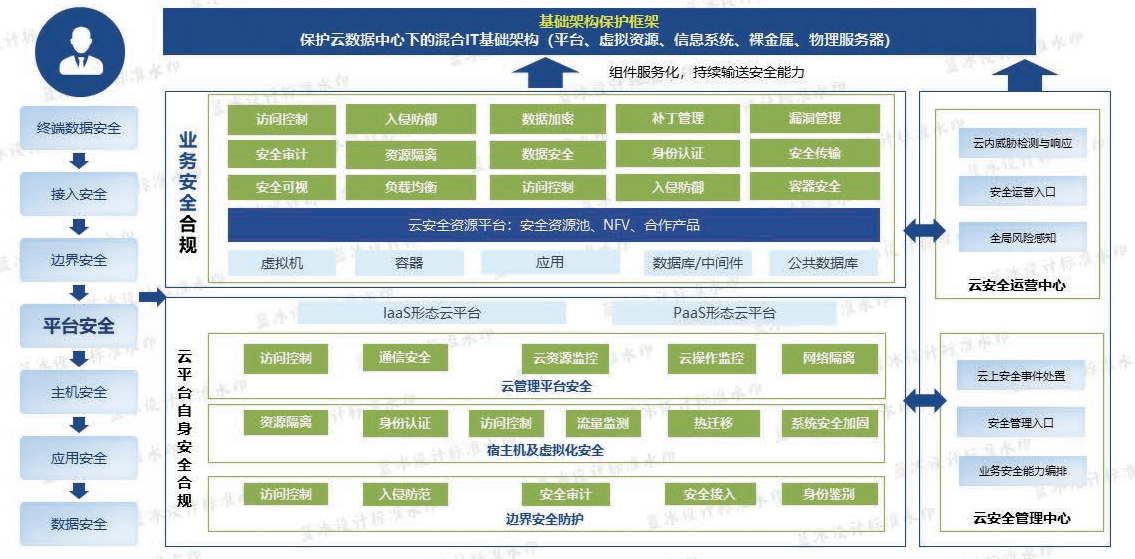 基础架构保护框架
保护云数据中心下的混合IT基础架构（平台、虚拟资源、信息系统、裸金属、物理服务器）
组件服务化，持续输送安全能力
终端数据安全
接入安全
边界安全
平台安全
主机安全
应用安全
数据安全
业务安全合规
访问控制 入侵防御 数据加密 补丁管理 漏洞管理
安全审计 资源隔离 数据安全 身份认证 安全传输
安全可视 负载均衡 访问控制 入侵防御 容器安全
云安全资源平台：安全资源池、NFV、合作产品
虚拟机 容器 应用 数据库/中间件 公共数据库
云平台自身安全合规
IaaS形态云平台 PaaS形态云平台
访问控制 通信安全 云资源监控 云操作监控 网络隔离
云管理平台安全
资源隔离 身份认证 访问控制 流量监测 热迁移 系统安全加固
宿主机及虚拟化安全
访问控制 入侵防范 安全审计 安全接入 身份鉴别
边界安全防护
云内威胁检测与响应
安全运营入口
全局风险感知
云安全运营中心
云上安全事件处置
安全管理入口
业务安全能力编排
云安全管理中心
蓝冰设计标准水印